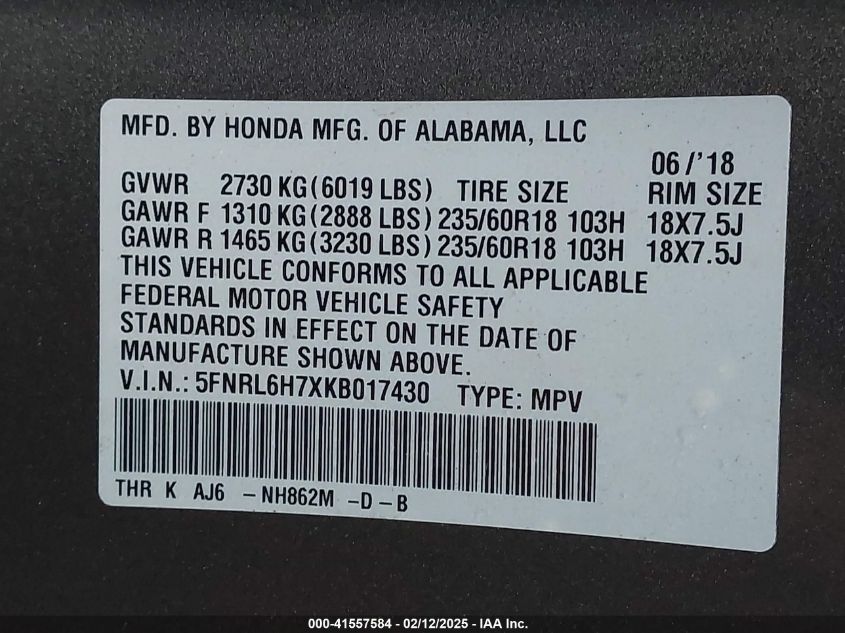 MFD. BY HONDA MFG. OF ALABAMA, LLC
06/'18
GVWR 2730 KG (6019 LBS) TIRE SIZE RIM SIZE
GAWR F 1310 KG (2888 LBS) 235/60R18 103H 18X7.5J
GAWR R 1465 KG (3230 LBS) 235/60R18 103H 18X7.5J
THIS VEHICLE CONFORMS TO ALL APPLICABLE
FEDERAL MOTOR VEHICLE SAFETY
STANDARDS IN EFFECT ON THE DATE OF
MANUFACTURE SHOWN ABOVE.
V.I.N.: 5FNRL6H7XKB017430 TYPE: MPV
THR K AJ6 – NH862M – D – B
000-41557584 - 02/12/2025 - IAA Inc.